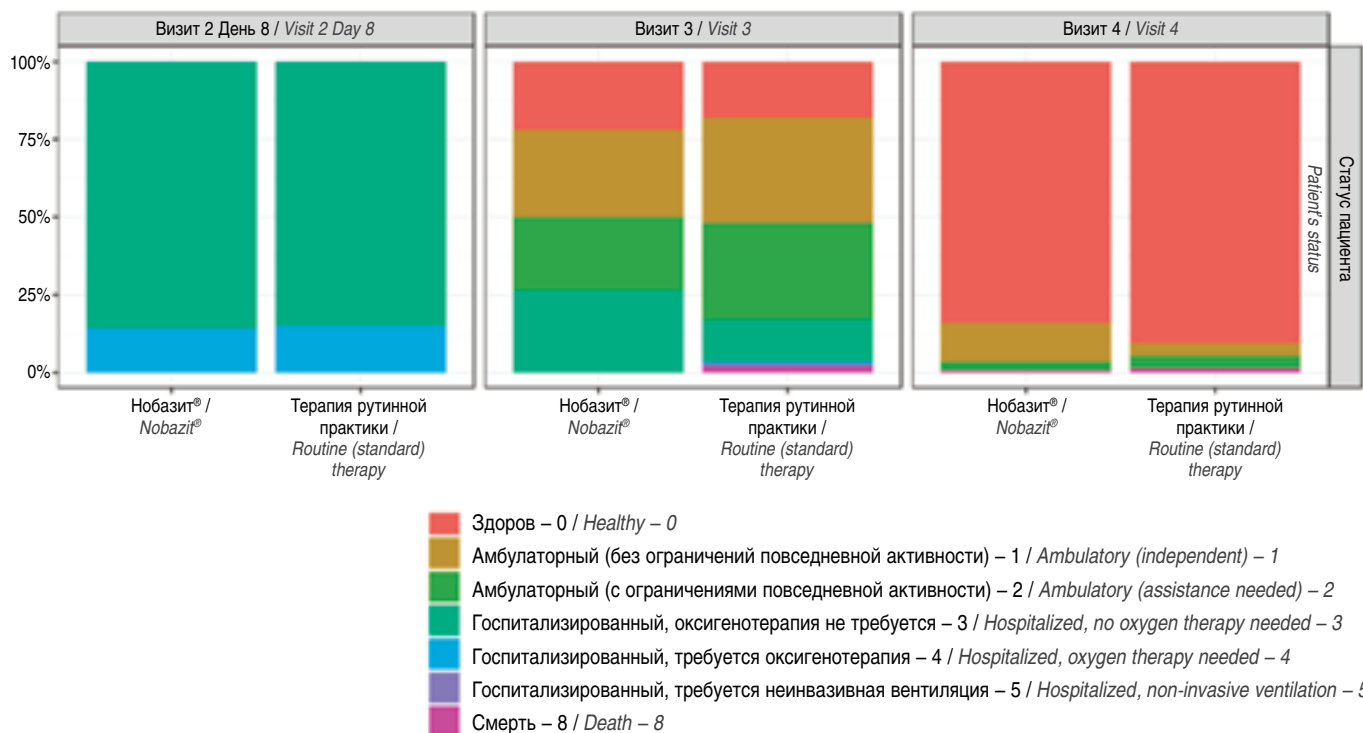 Визит 2 День 8 / Visit 2 Day 8
Визит 3 / Visit 3
Визит 4 / Visit 4
100%
75%
50%
25%
0%
Статус пациента
Patient's status
Нобазит® /
Nobazit®
Терапия рутинной
практики /
Routine (standard)
therapy
Нобазит® /
Nobazit®
Терапия рутинной
практики /
Routine (standard)
therapy
Нобазит® /
Nobazit®
Терапия рутинной
практики /
Routine (standard)
therapy
Здоров – 0 / Healthy – 0
Амбулаторный (без ограничений повседневной активности) – 1 / Ambulatory (independent) – 1
Амбулаторный (с ограничениями повседневной активности) – 2 / Ambulatory (assistance needed) – 2
Госпитализированный, оксигенотерапия не требуется – 3 / Hospitalized, no oxygen therapy needed – 3
Госпитализированный, требуется оксигенотерапия – 4 / Hospitalized, oxygen therapy needed – 4
Госпитализированный, требуется неинвазивная вентиляция – 5 / Hospitalized, non-invasive ventilation – 5
Смерть – 8 / Death – 8